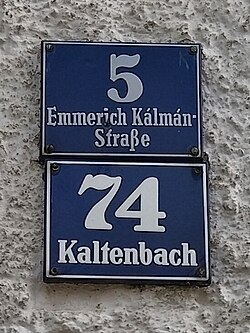 5
Emmerich Kálmán-
Straße
74
Kaltenbach